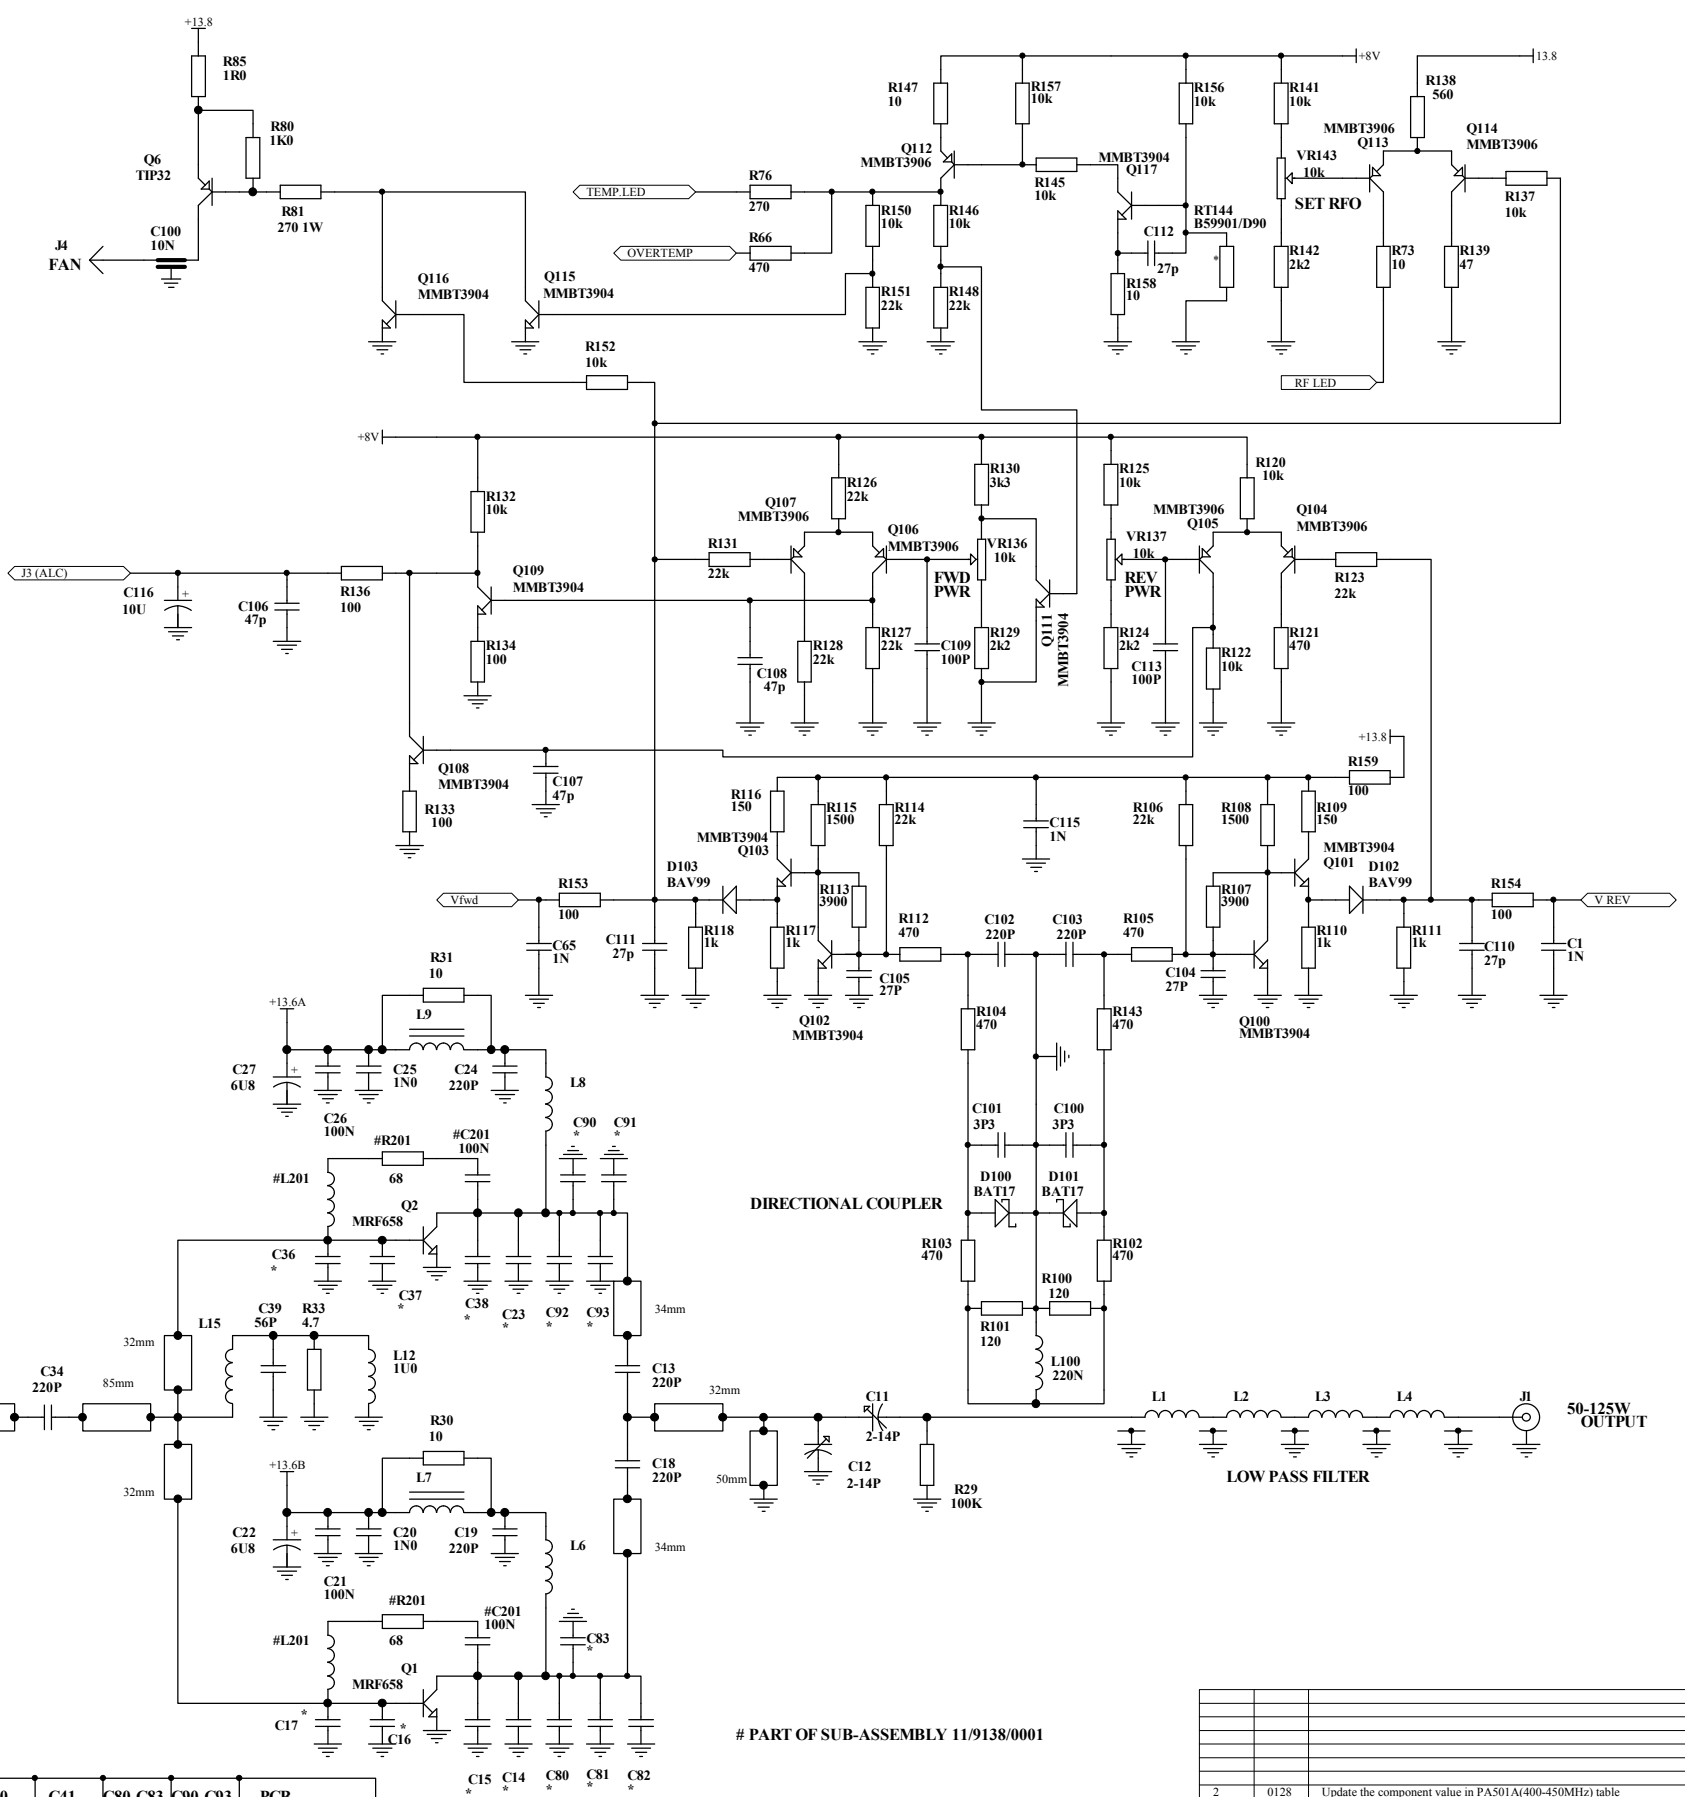 +13.8
R85
1R0
R80
1K0
Q6
TIP32
R81
270 1W
C100
10N
J4
FAN
Q116
MMBT3904
Q115
MMBT3904
R152
10k
TEMP.LED
R76
270
OVERTEMP
R66
470
R147
10
Q112
MMBT3906
R150
10k
R146
10k
R151
22k
R148
22k
R157
10k
R145
10k
MMBT3904
Q117
C112
27p
R158
10
R156
10k
RT144
B59901/D90
*
+8V
R141
10k
VR143
10k
SET RFO
R142
2k2
MMBT3906
Q113
R138
560
13.8
Q114
MMBT3906
R137
10k
R73
10
R139
47
RF LED
+8V
R132
10k
J3 (ALC)
C116
10U
+
C106
47p
R136
100
Q109
MMBT3904
R134
100
Q108
MMBT3904
R133
100
C107
47p
R131
22k
Q107
MMBT3906
R126
22k
Q106
MMBT3906
R128
22k
C108
47p
R127
22k
C109
100P
R130
3k3
VR136
10k
FWD
PWR
R129
2k2
Q111
MMBT3904
R125
10k
VR137
10k
REV
PWR
R124
2k2
C113
100P
MMBT3906
Q105
R120
10k
Q104
MMBT3906
R123
22k
R122
10k
R121
470
+13.8
R159
100
R116
150
R115
1500
R114
22k
MMBT3904
Q103
C115
1N
R106
22k
R108
1500
R109
150
MMBT3904
Q101
D102
BAV99
R154
100
V REV
Vfwd
R153
100
D103
BAV99
C65
1N
C111
27p
R118
1k
R117
1k
R113
3900
C105
27P
Q102
MMBT3904
R112
470
C102
220P
C103
220P
R105
470
R107
3900
C104
27P
Q100
MMBT3904
R110
1k
R111
1k
C110
27p
C1
1N
R104
470
R143
470
C101
3P3
C100
3P3
D100
BAT17
D101
BAT17
DIRECTIONAL COUPLER
R103
470
R102
470
R100
120
R101
120
L100
220N
R31
10
L9
+13.6A
C27
6U8
+
C26
100N
C25
1N0
C24
220P
L8
#R201
68
#C201
100N
#L201
C90
*
C91
*
Q2
MRF658
C36
*
C37
*
C38
*
C23
*
C92
*
C93
*
34mm
32mm
L15
C39
56P
R33
4.7
L12
1U0
C34
220P
85mm
C13
220P
32mm
C11
2-14P
C12
2-14P
50mm
R29
100K
L1
L2
L3
L4
J1
50-125W
OUTPUT
LOW PASS FILTER
R30
10
L7
+13.6B
32mm
C22
6U8
+
C21
100N
C20
1N0
C19
220P
L6
C18
220P
34mm
#R201
68
#C201
100N
#L201
C83
*
Q1
MRF658
C17
*
C16
*
C15
*
C14
*
C80
*
C81
*
C82
*
# PART OF SUB-ASSEMBLY 11/9138/0001
C41
C80-C83
C90-C93
PCB
2 0128 Update the component value in PA501A(400-450MHz) table